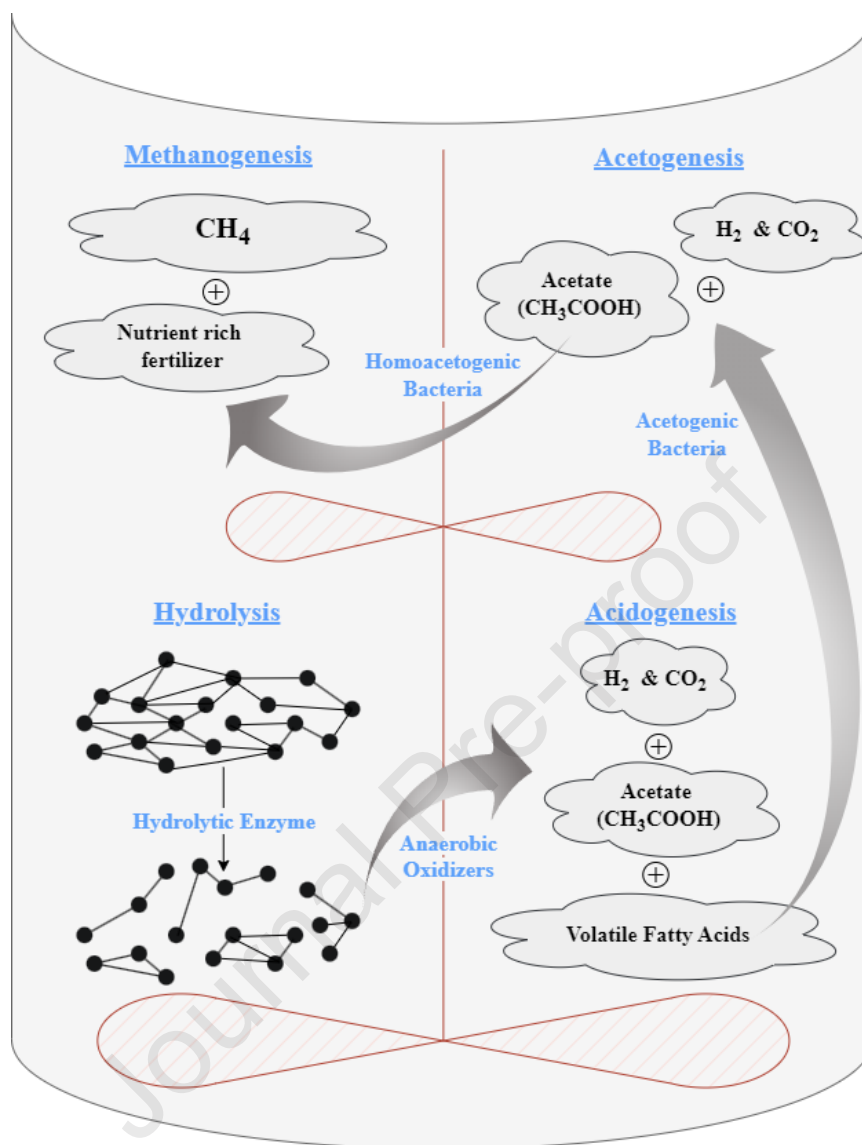 Methanogenesis
CH₄
Nutrient rich
fertilizer
Acetogenesis
H₂ & CO₂
Acetate
(CH₃COOH)
Homoacetogenic
Bacteria
Acetogenic
Bacteria
Hydrolysis
Hydrolytic Enzyme
Anaerobic
Oxidizers
Acidogenesis
H₂ & CO₂
Acetate
(CH₃COOH)
Volatile Fatty Acids
Journal Pre-proof